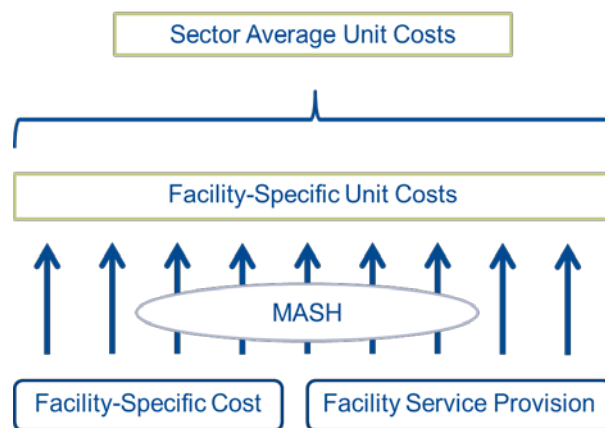 Sector Average Unit Costs
Facility-Specific Unit Costs
MASH
Facility-Specific Cost
Facility Service Provision